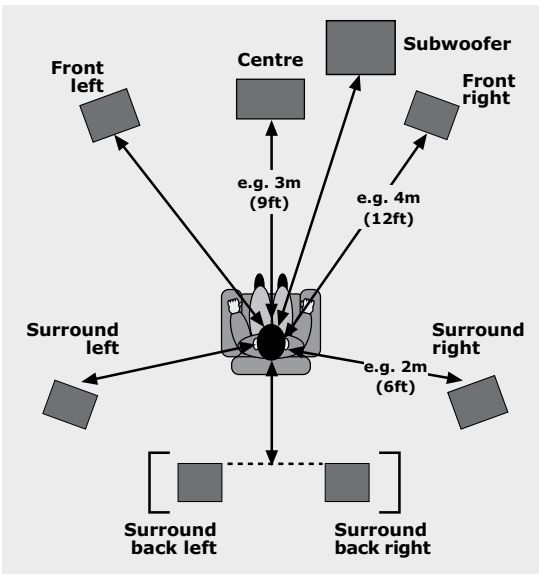 Subwoofer
Centre
Front
left
Front
right
e.g. 3m
(9ft)
e.g. 4m
(12ft)
Surround
left
Surround
right
e.g. 2m
(6ft)
Surround
back left
Surround
back right